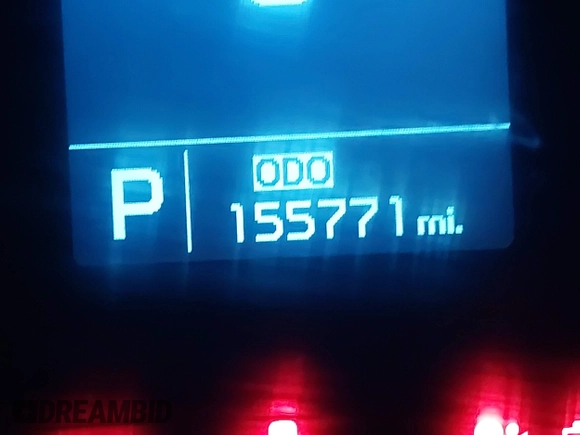 ODO
P 155771 mi.
DREAMBID